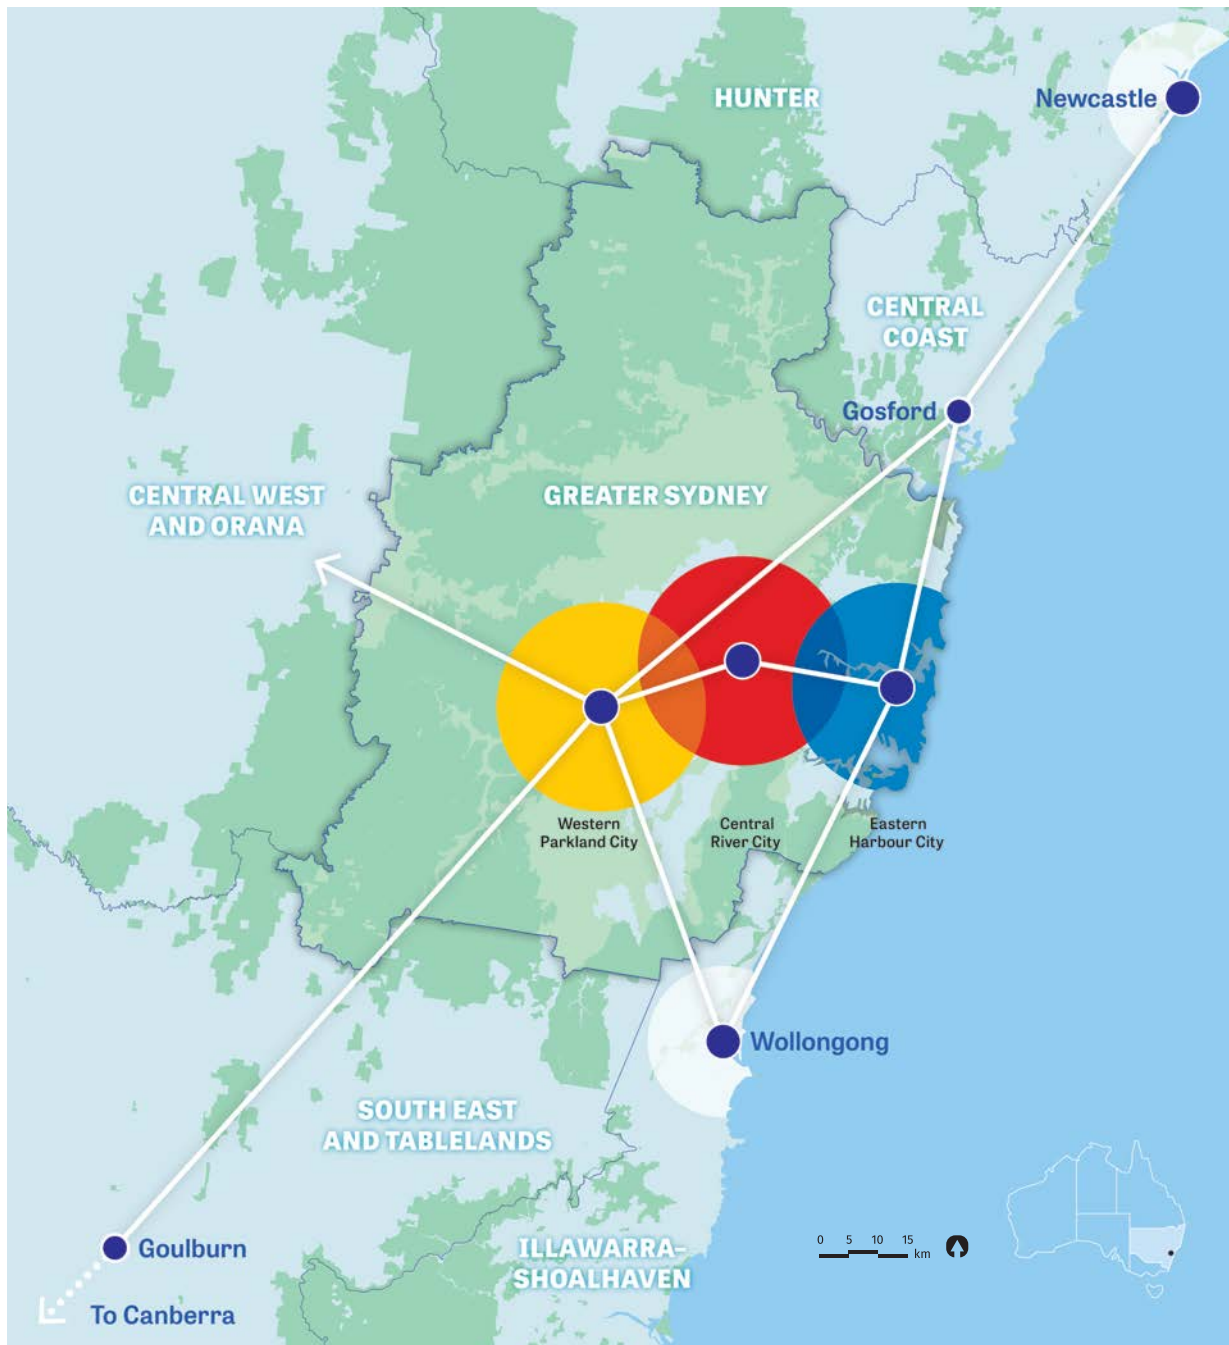 HUNTER
Newcastle
CENTRAL
COAST
Gosford
CENTRAL WEST
AND ORANA
GREATER SYDNEY
Western
Parkland City
Central
River City
Eastern
Harbour City
Wollongong
SOUTH EAST
AND TABLELANDS
Goulburn
To Canberra
ILLAWARRA-
SHOALHAVEN
0 5 10 15
km